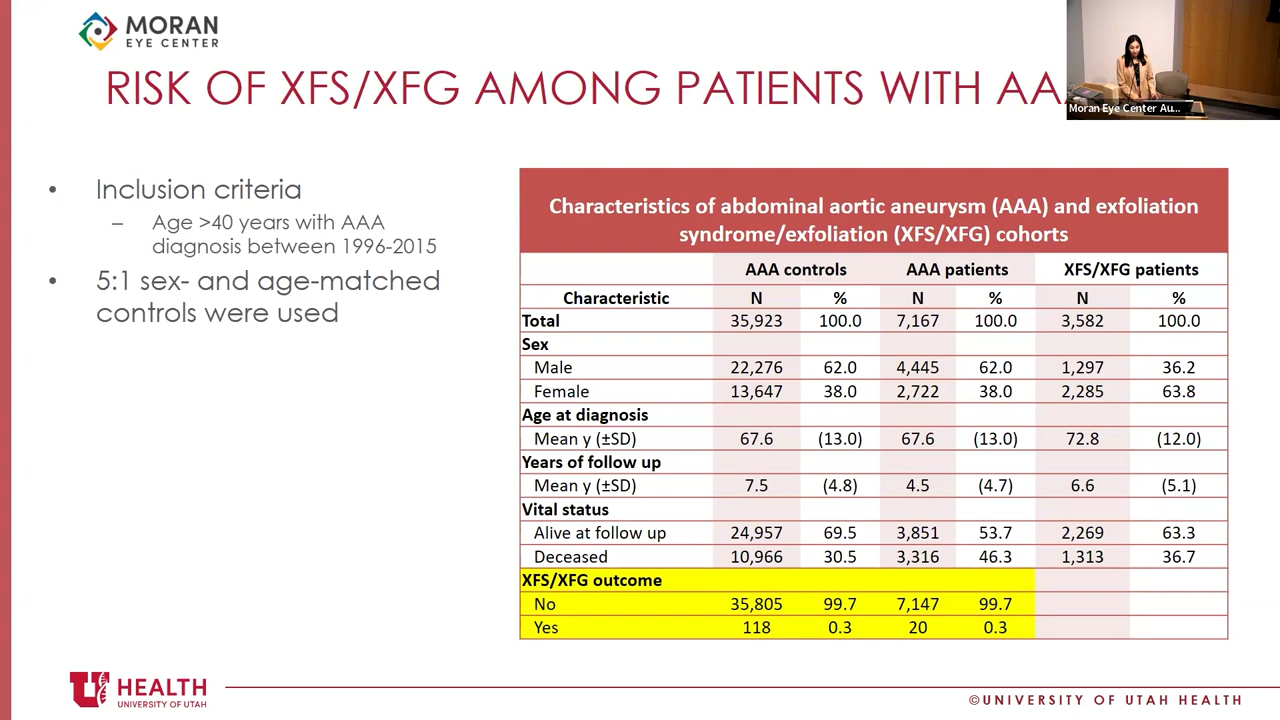 MORAN
EYE CENTER
RISK OF XFS/XFG AMONG PATIENTS WITH
Moran Eye Center Au...
• Inclusion criteria
– Age >40 years with AAA
diagnosis between 1996-2015
• 5:1 sex- and age-matched
controls were used
Characteristics of abdominal aortic aneurysm (AAA) and exfoliation
syndrome/exfoliation (XFS/XFG) cohorts
AAA controls AAA patients XFS/XFG patients
Characteristic N % N % N %
Total 35,923 100.0 7,167 100.0 3,582 100.0
Sex
Male 22,276 62.0 4,445 62.0 1,297 36.2
Female 13,647 38.0 2,722 38.0 2,285 63.8
Age at diagnosis
Mean y (±SD) 67.6 (13.0) 67.6 (13.0) 72.8 (12.0)
Years of follow up
Mean y (±SD) 7.5 (4.8) 4.5 (4.7) 6.6 (5.1)
Vital status
Alive at follow up 24,957 69.5 3,851 53.7 2,269 63.3
Deceased 10,966 30.5 3,316 46.3 1,313 36.7
XFS/XFG outcome
No 35,805 99.7 7,147 99.7
Yes 118 0.3 20 0.3
U HEALTH
UNIVERSITY OF UTAH
©UNIVERSITY OF UTAH HEALTH